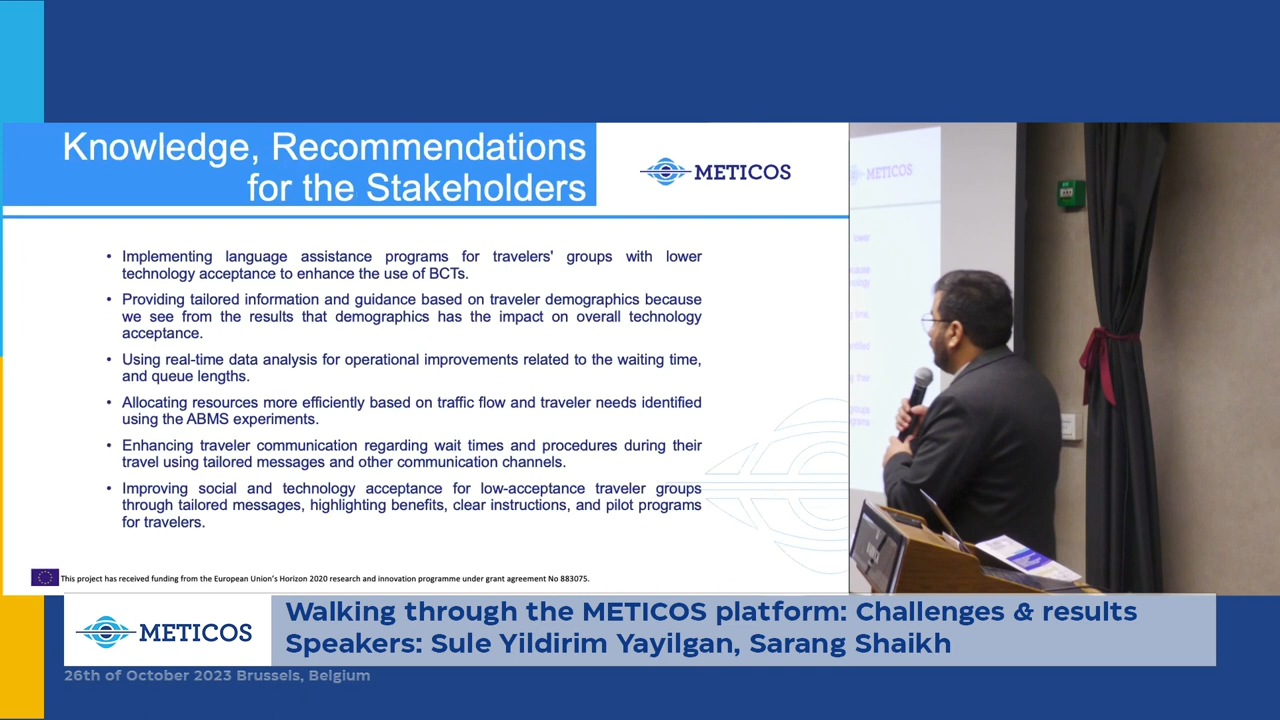 Knowledge, Recommendations
for the Stakeholders
METICOS
• Implementing language assistance programs for travelers' groups with lower
technology acceptance to enhance the use of BCTs.
• Providing tailored information and guidance based on traveler demographics because
we see from the results that demographics has the impact on overall technology
acceptance.
• Using real-time data analysis for operational improvements related to the waiting time,
and queue lengths.
• Allocating resources more efficiently based on traffic flow and traveler needs identified
using the ABMS experiments.
• Enhancing traveler communication regarding wait times and procedures during their
travel using tailored messages and other communication channels.
• Improving social and technology acceptance for low-acceptance traveler groups
through tailored messages, highlighting benefits, clear instructions, and pilot programs
for travelers.
This project has received funding from the European Union's Horizon 2020 research and innovation programme under grant agreement No 883075.
METICOS
METICOS
Walking through the METICOS platform: Challenges & results
Speakers: Sule Yildirim Yayilgan, Sarang Shaikh
26th of October 2023 Brussels, Belgium